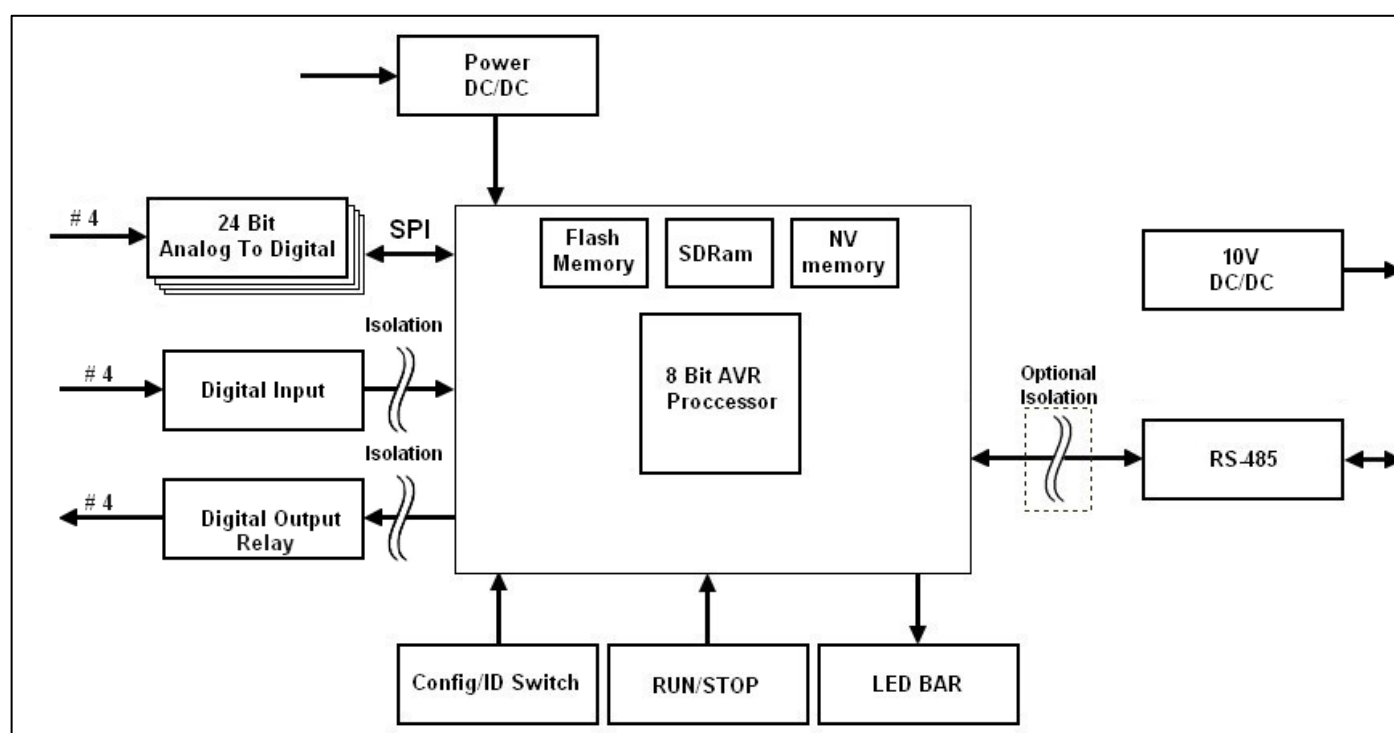 Power
DC/DC
# 4
24 Bit
Analog To Digital
SPI
Flash
Memory
SDRam
NV
memory
10V
DC/DC
Isolation
# 4
Digital Input
8 Bit AVR
Proccessor
Optional
Isolation
Isolation
# 4
Digital Output
Relay
RS-485
Config/ID Switch
RUN/STOP
LED BAR